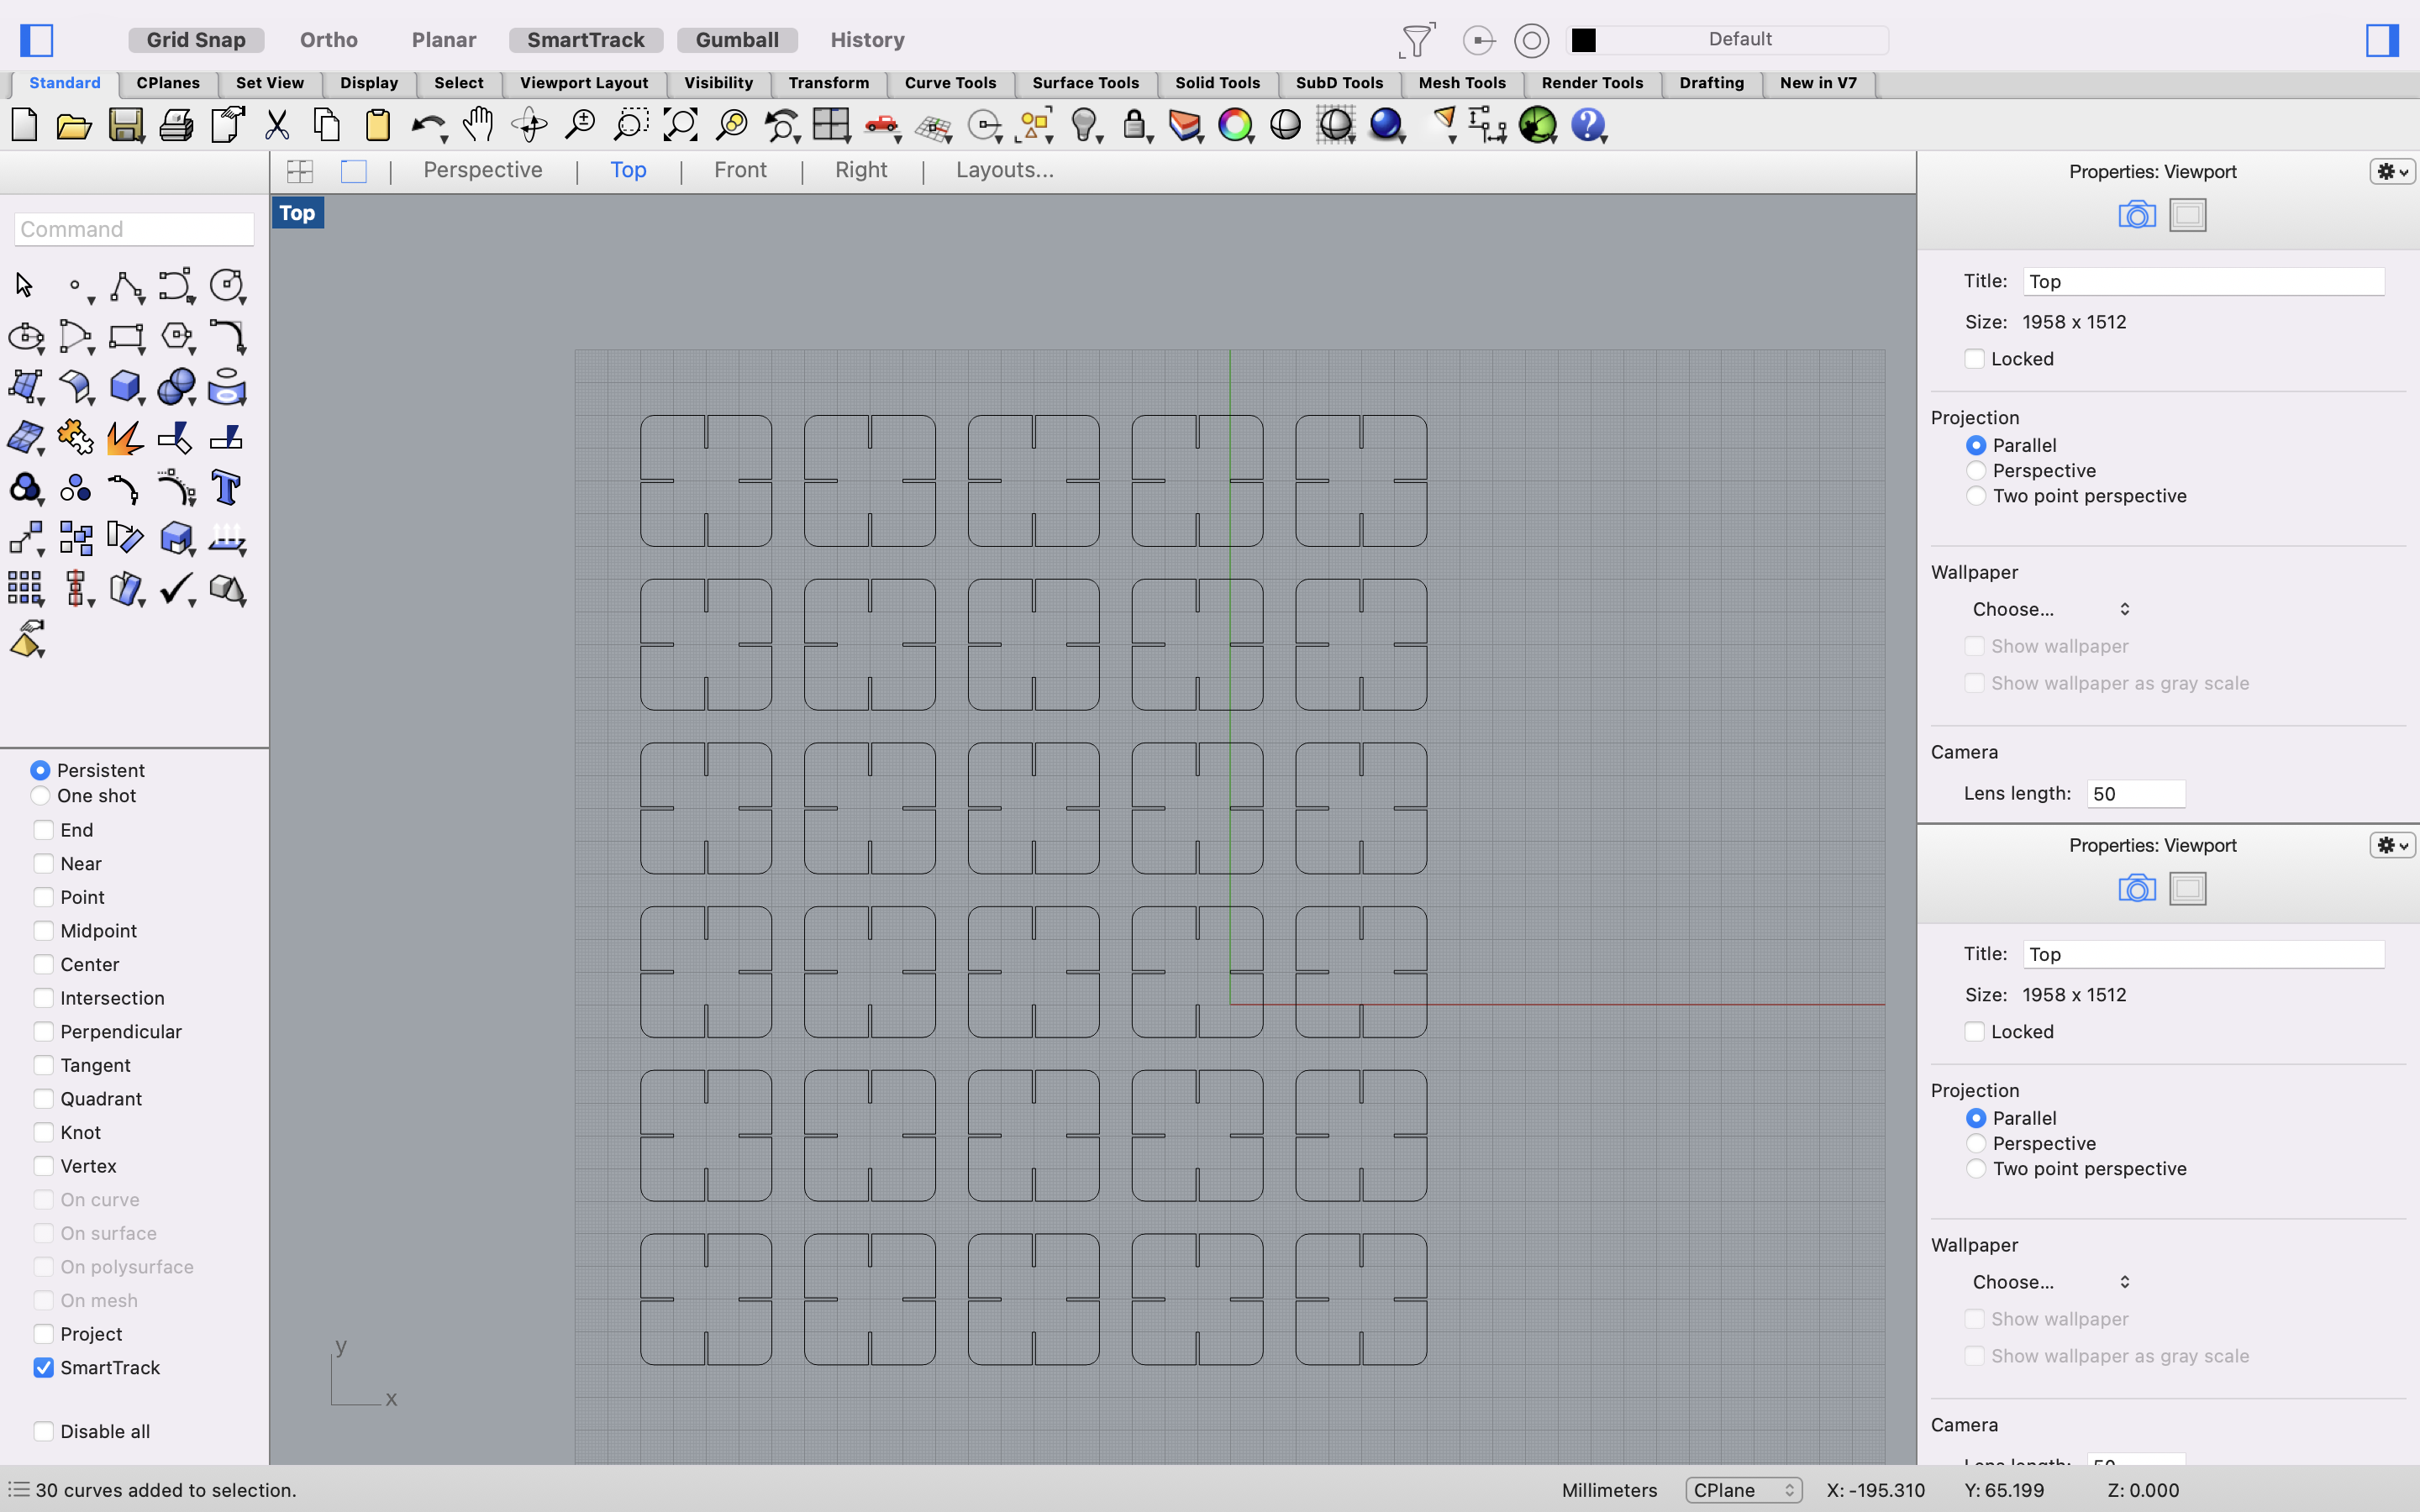 Grid Snap Ortho Planar SmartTrack Gumball History Default
Standard CPlanes Set View Display Select Viewport Layout Visibility Transform Curve Tools Surface Tools Solid Tools SubD Tools Mesh Tools Render Tools Drafting New in V7
Perspective | Top | Front | Right | Layouts...
Top
Command
Persistent
One shot
End
Near
Point
Midpoint
Center
Intersection
Perpendicular
Tangent
Quadrant
Knot
Vertex
On curve
On surface
On polysurface
On mesh
Project
SmartTrack
Disable all
y
x
Properties: Viewport
Title: Top
Size: 1958 x 1512
Locked
Projection
Parallel
Perspective
Two point perspective
Wallpaper
Choose...
Show wallpaper
Show wallpaper as gray scale
Camera
Lens length: 50
Properties: Viewport
Title: Top
Size: 1958 x 1512
Locked
Projection
Parallel
Perspective
Two point perspective
Wallpaper
Choose...
Show wallpaper
Show wallpaper as gray scale
Camera
Lens length: 50
30 curves added to selection. Millimeters CPlane X: -195.310 Y: 65.199 Z: 0.000